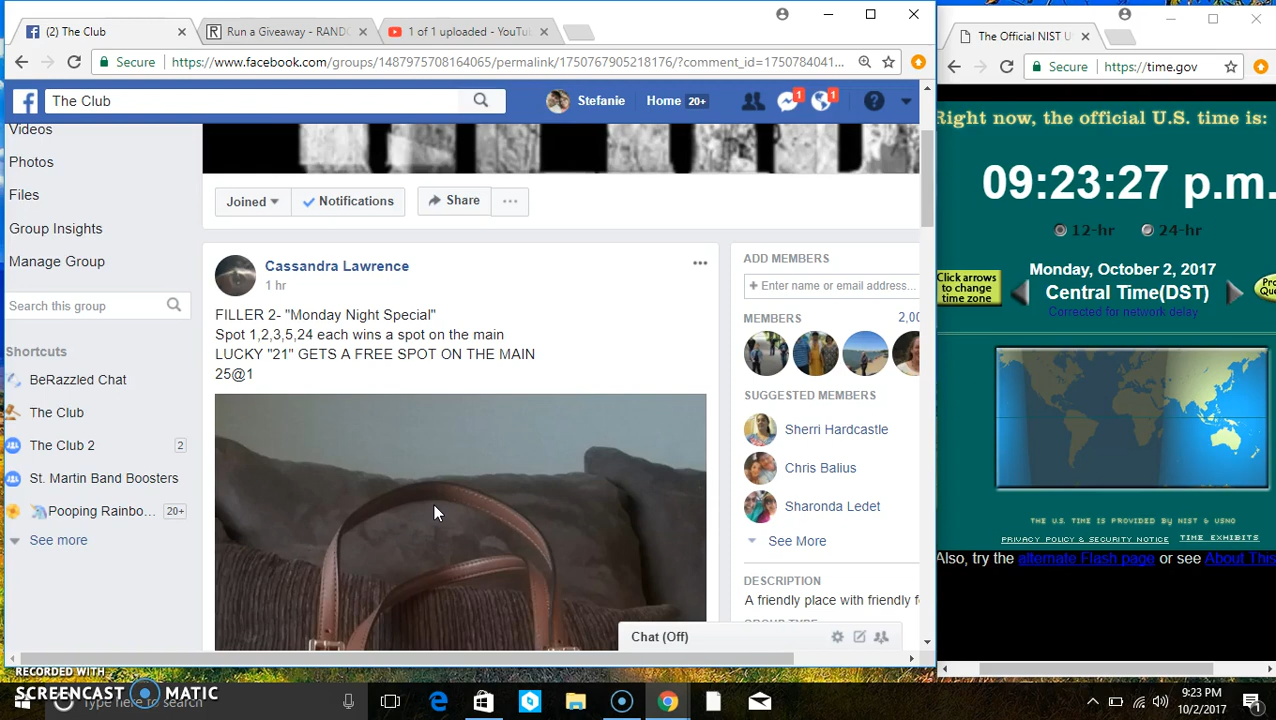 (2) The Club
Run a Giveaway - RAND
1 of 1 uploaded - YouTu
The Official NIST U
Secure
https://www.facebook.com/groups/1487975708164065/permalink/1750767905218176/?comment_id=1750784041...
Secure
https://time.gov
The Club
Stefanie
Home 20+
1
1
Videos
Photos
Files
Group Insights
Manage Group
Search this group
Shortcuts
BeRazzled Chat
The Club
The Club 2
2
St. Martin Band Boosters
Pooping Rainbo...
20+
See more
Joined
Notifications
Share
Cassandra Lawrence
1 hr
FILLER 2- "Monday Night Special"
Spot 1,2,3,5,24 each wins a spot on the main
LUCKY "21" GETS A FREE SPOT ON THE MAIN
25@1
ADD MEMBERS
+ Enter name or email address...
MEMBERS
2,00
SUGGESTED MEMBERS
Sherri Hardcastle
Chris Balius
Sharonda Ledet
See More
DESCRIPTION
A friendly place with friendly f
GROUP TYPE
Chat (Off)
Right now, the official U.S. time is:
09:23:27 p.m.
12-hr
24-hr
Click arrows
to change
time zone
Monday, October 2, 2017
Central Time(DST)
Corrected for network delay
Pro
Qu
THE U.S. TIME IS PROVIDED BY NIST & USNO
PRIVACY POLICY & SECURITY NOTICE
TIME EXHIBITS
Also, try the alternate Flash page or see About This
RECORDED WITH
SCREENCAST MATIC
Type here to search
9:23 PM
10/2/2017
1